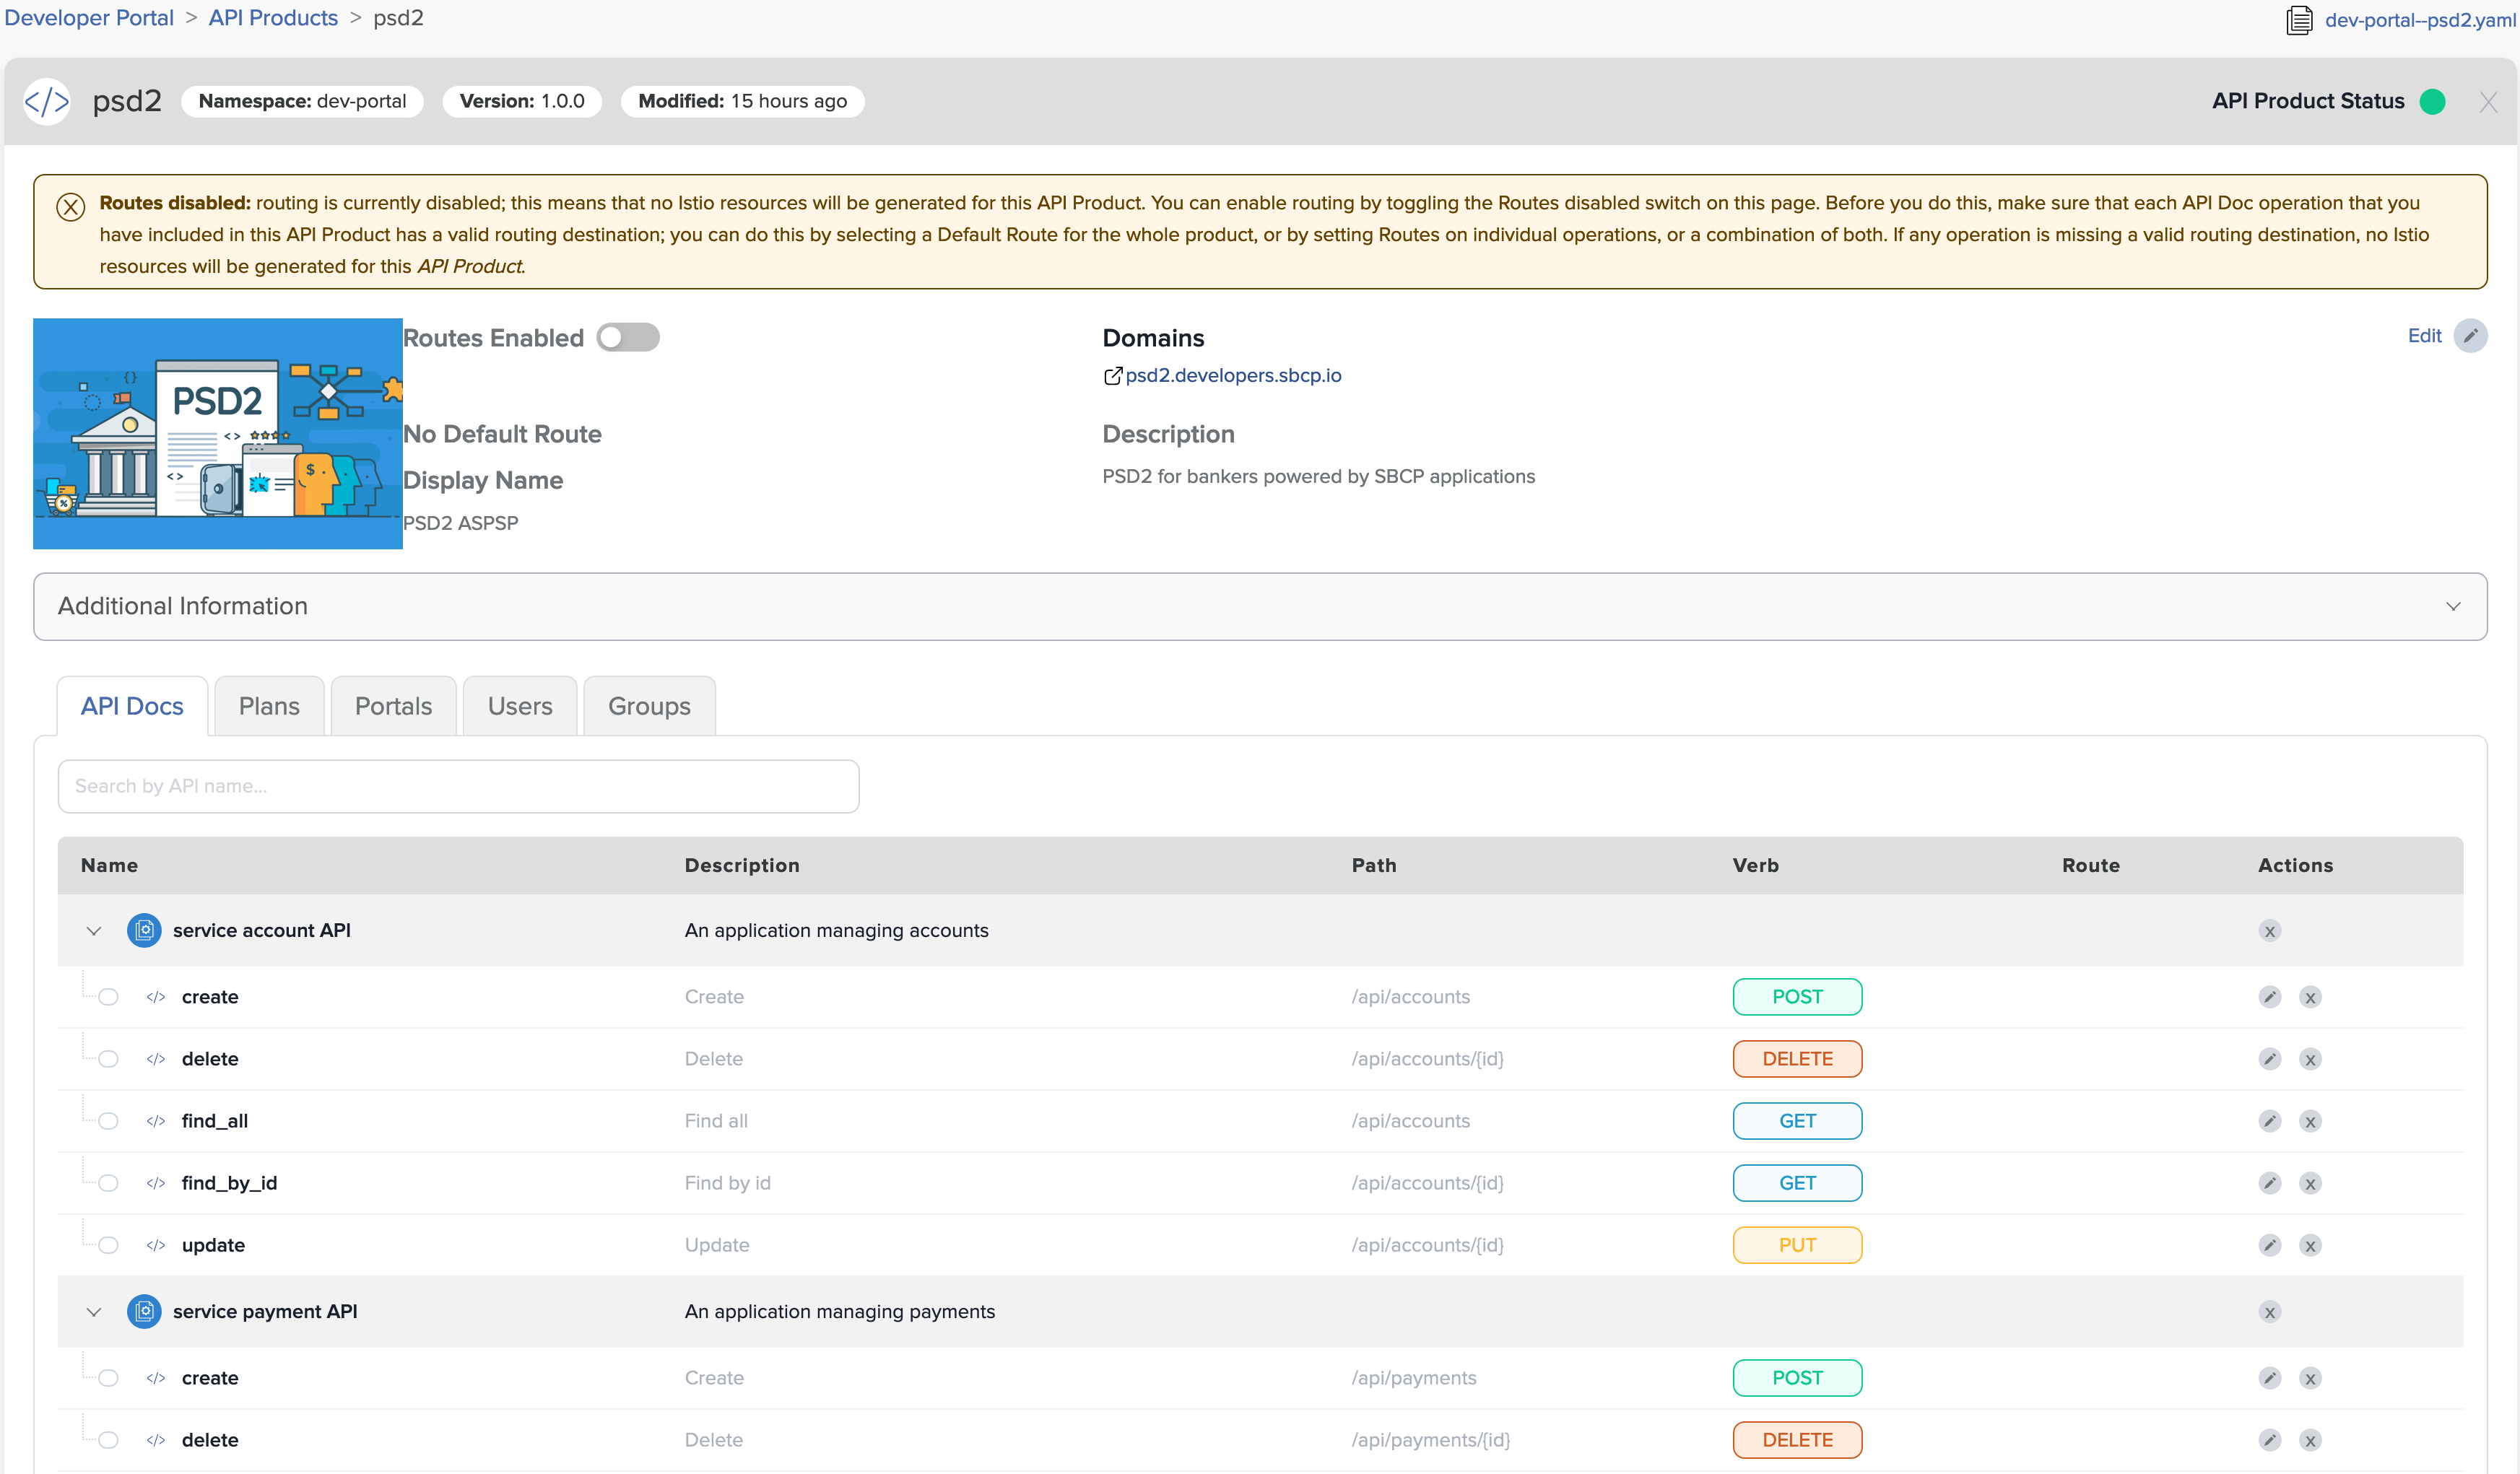 Developer Portal > API Products > psd2
dev-portal--psd2.yaml
psd2
Namespace: dev-portal
Version: 1.0.0
Modified: 15 hours ago
API Product Status
Routes disabled: routing is currently disabled; this means that no Istio resources will be generated for this API Product. You can enable routing by toggling the Routes disabled switch on this page. Before you do this, make sure that each API Doc operation that you
have included in this API Product has a valid routing destination; you can do this by selecting a Default Route for the whole product, or by setting Routes on individual operations, or a combination of both. If any operation is missing a valid routing destination, no Istio
resources will be generated for this API Product.
PSD2
Routes Enabled
No Default Route
Display Name
PSD2 ASPSP
Domains
psd2.developers.sbcp.io
Description
PSD2 for bankers powered by SBCP applications
Edit
Additional Information
API Docs
Plans
Portals
Users
Groups
Search by API name...
Name Description Path Verb Route Actions
service account API An application managing accounts
create Create /api/accounts POST
delete Delete /api/accounts/{id} DELETE
find_all Find all /api/accounts GET
find_by_id Find by id /api/accounts/{id} GET
update Update /api/accounts/{id} PUT
service payment API An application managing payments
create Create /api/payments POST
delete Delete /api/payments/{id} DELETE